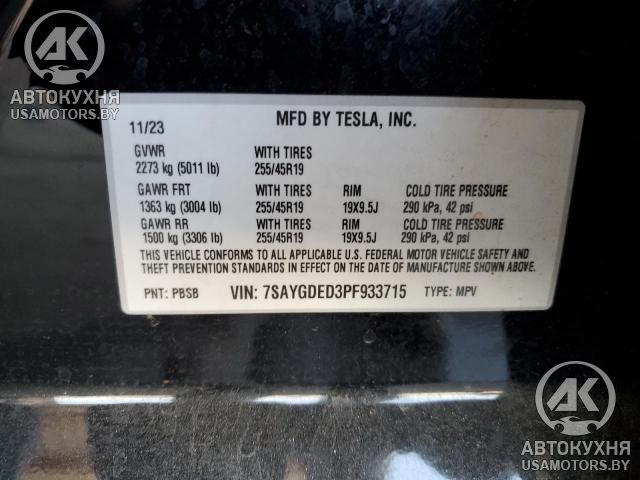 AK
АВТОКУХНЯ
USAMOTORS.BY
11/23 MFD BY TESLA, INC.
GVWR WITH TIRES
2273 kg (5011 lb) 255/45R19
GAWR FRT WITH TIRES RIM COLD TIRE PRESSURE
1363 kg (3004 lb) 255/45R19 19X9.5J 290 kPa, 42 psi
GAWR RR WITH TIRES RIM COLD TIRE PRESSURE
1500 kg (3306 lb) 255/45R19 19X9.5J 290 kPa, 42 psi
THIS VEHICLE CONFORMS TO ALL APPLICABLE U.S. FEDERAL MOTOR VEHICLE SAFETY AND
THEFT PREVENTION STANDARDS IN EFFECT ON THE DATE OF MANUFACTURE SHOWN ABOVE.
PNT: PBSB VIN: 7SAYGDED3PF933715 TYPE: MPV
AK
АВТОКУХНЯ
USAMOTORS.BY